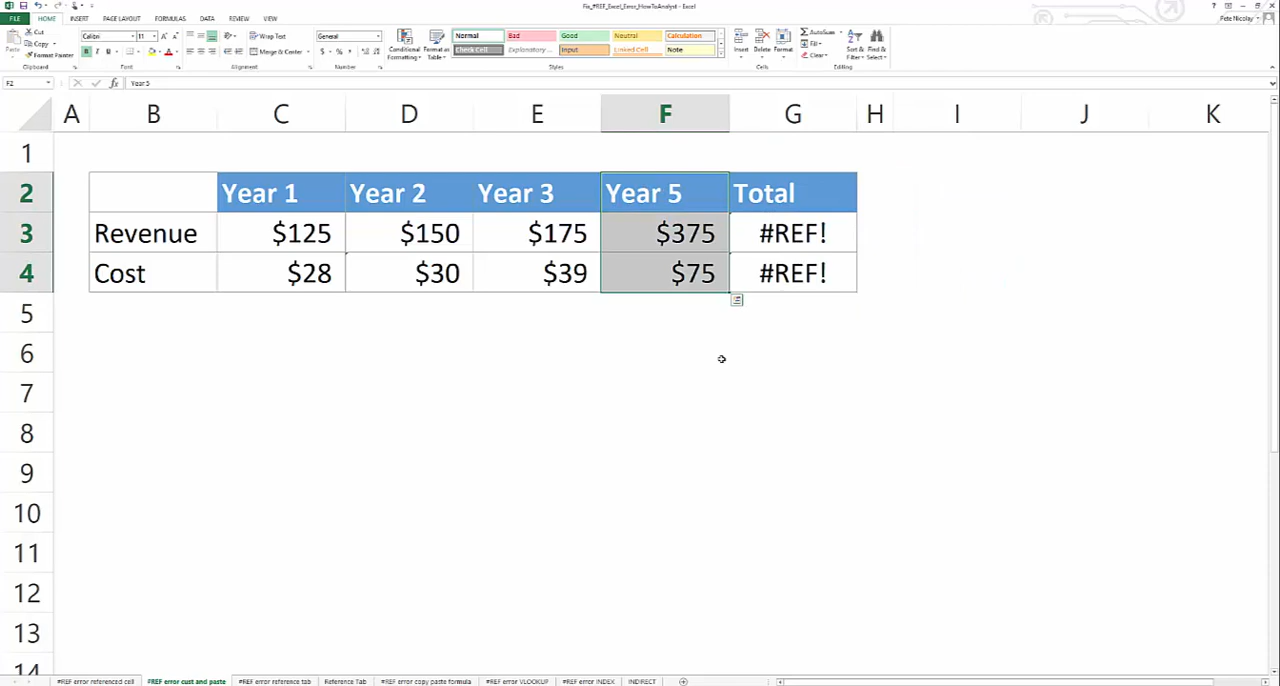 Fix_#REF_Excel_Error_HowToAnalyst - Excel
FILE HOME INSERT PAGE LAYOUT FORMULAS DATA REVIEW VIEW Pete Nicolay
Cut
Copy
Format Painter
Paste
Clipboard
Calibri 11
Font
Wrap Text
Merge & Center
Alignment
General
Number
Conditional Formatting
Format as Table
Normal Bad Good Neutral Calculation
Check Cell Explanatory ... Input Linked Cell Note
Styles
Insert Delete Format
Cells
AutoSum
Fill
Clear
Sort & Filter
Find & Select
Editing
F2 fx Year 5
A B C D E F G H I J K
1
2 Year 1 Year 2 Year 3 Year 5 Total
3 Revenue $125 $150 $175 $375 #REF!
4 Cost $28 $30 $39 $75 #REF!
5
6
7
8
9
10
11
12
13
14
#REF error referenced cell #REF error cust and paste #REF error reference tab Reference Tab #REF error copy paste formula #REF error VLOOKUP #REF error INDEX INDIRECT